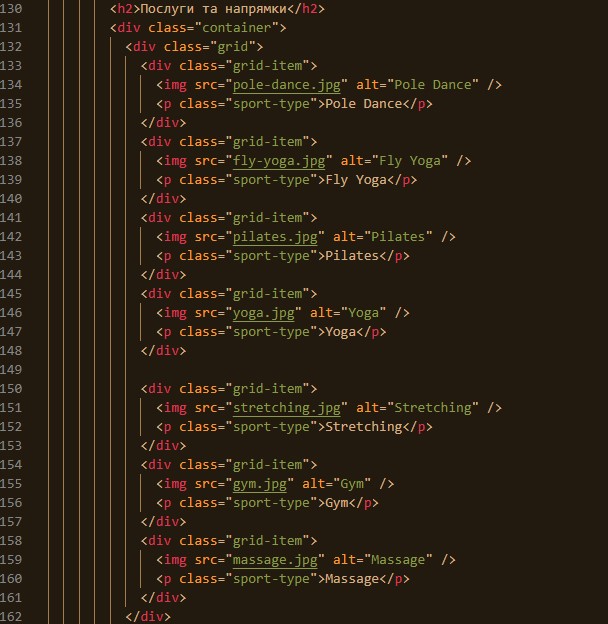 130 <h2>Послуги та напрямки</h2>
131 <div class="container">
132 <div class="grid">
133 <div class="grid-item">
134 <img src="pole-dance.jpg" alt="Pole Dance" />
135 <p class="sport-type">Pole Dance</p>
136 </div>
137 <div class="grid-item">
138 <img src="fly-yoga.jpg" alt="Fly Yoga" />
139 <p class="sport-type">Fly Yoga</p>
140 </div>
141 <div class="grid-item">
142 <img src="pilates.jpg" alt="Pilates" />
143 <p class="sport-type">Pilates</p>
144 </div>
145 <div class="grid-item">
146 <img src="yoga.jpg" alt="Yoga" />
147 <p class="sport-type">Yoga</p>
148 </div>
149
150 <div class="grid-item">
151 <img src="stretching.jpg" alt="Stretching" />
152 <p class="sport-type">Stretching</p>
153 </div>
154 <div class="grid-item">
155 <img src="gym.jpg" alt="Gym" />
156 <p class="sport-type">Gym</p>
157 </div>
158 <div class="grid-item">
159 <img src="massage.jpg" alt="Massage" />
160 <p class="sport-type">Massage</p>
161 </div>
162 </div>